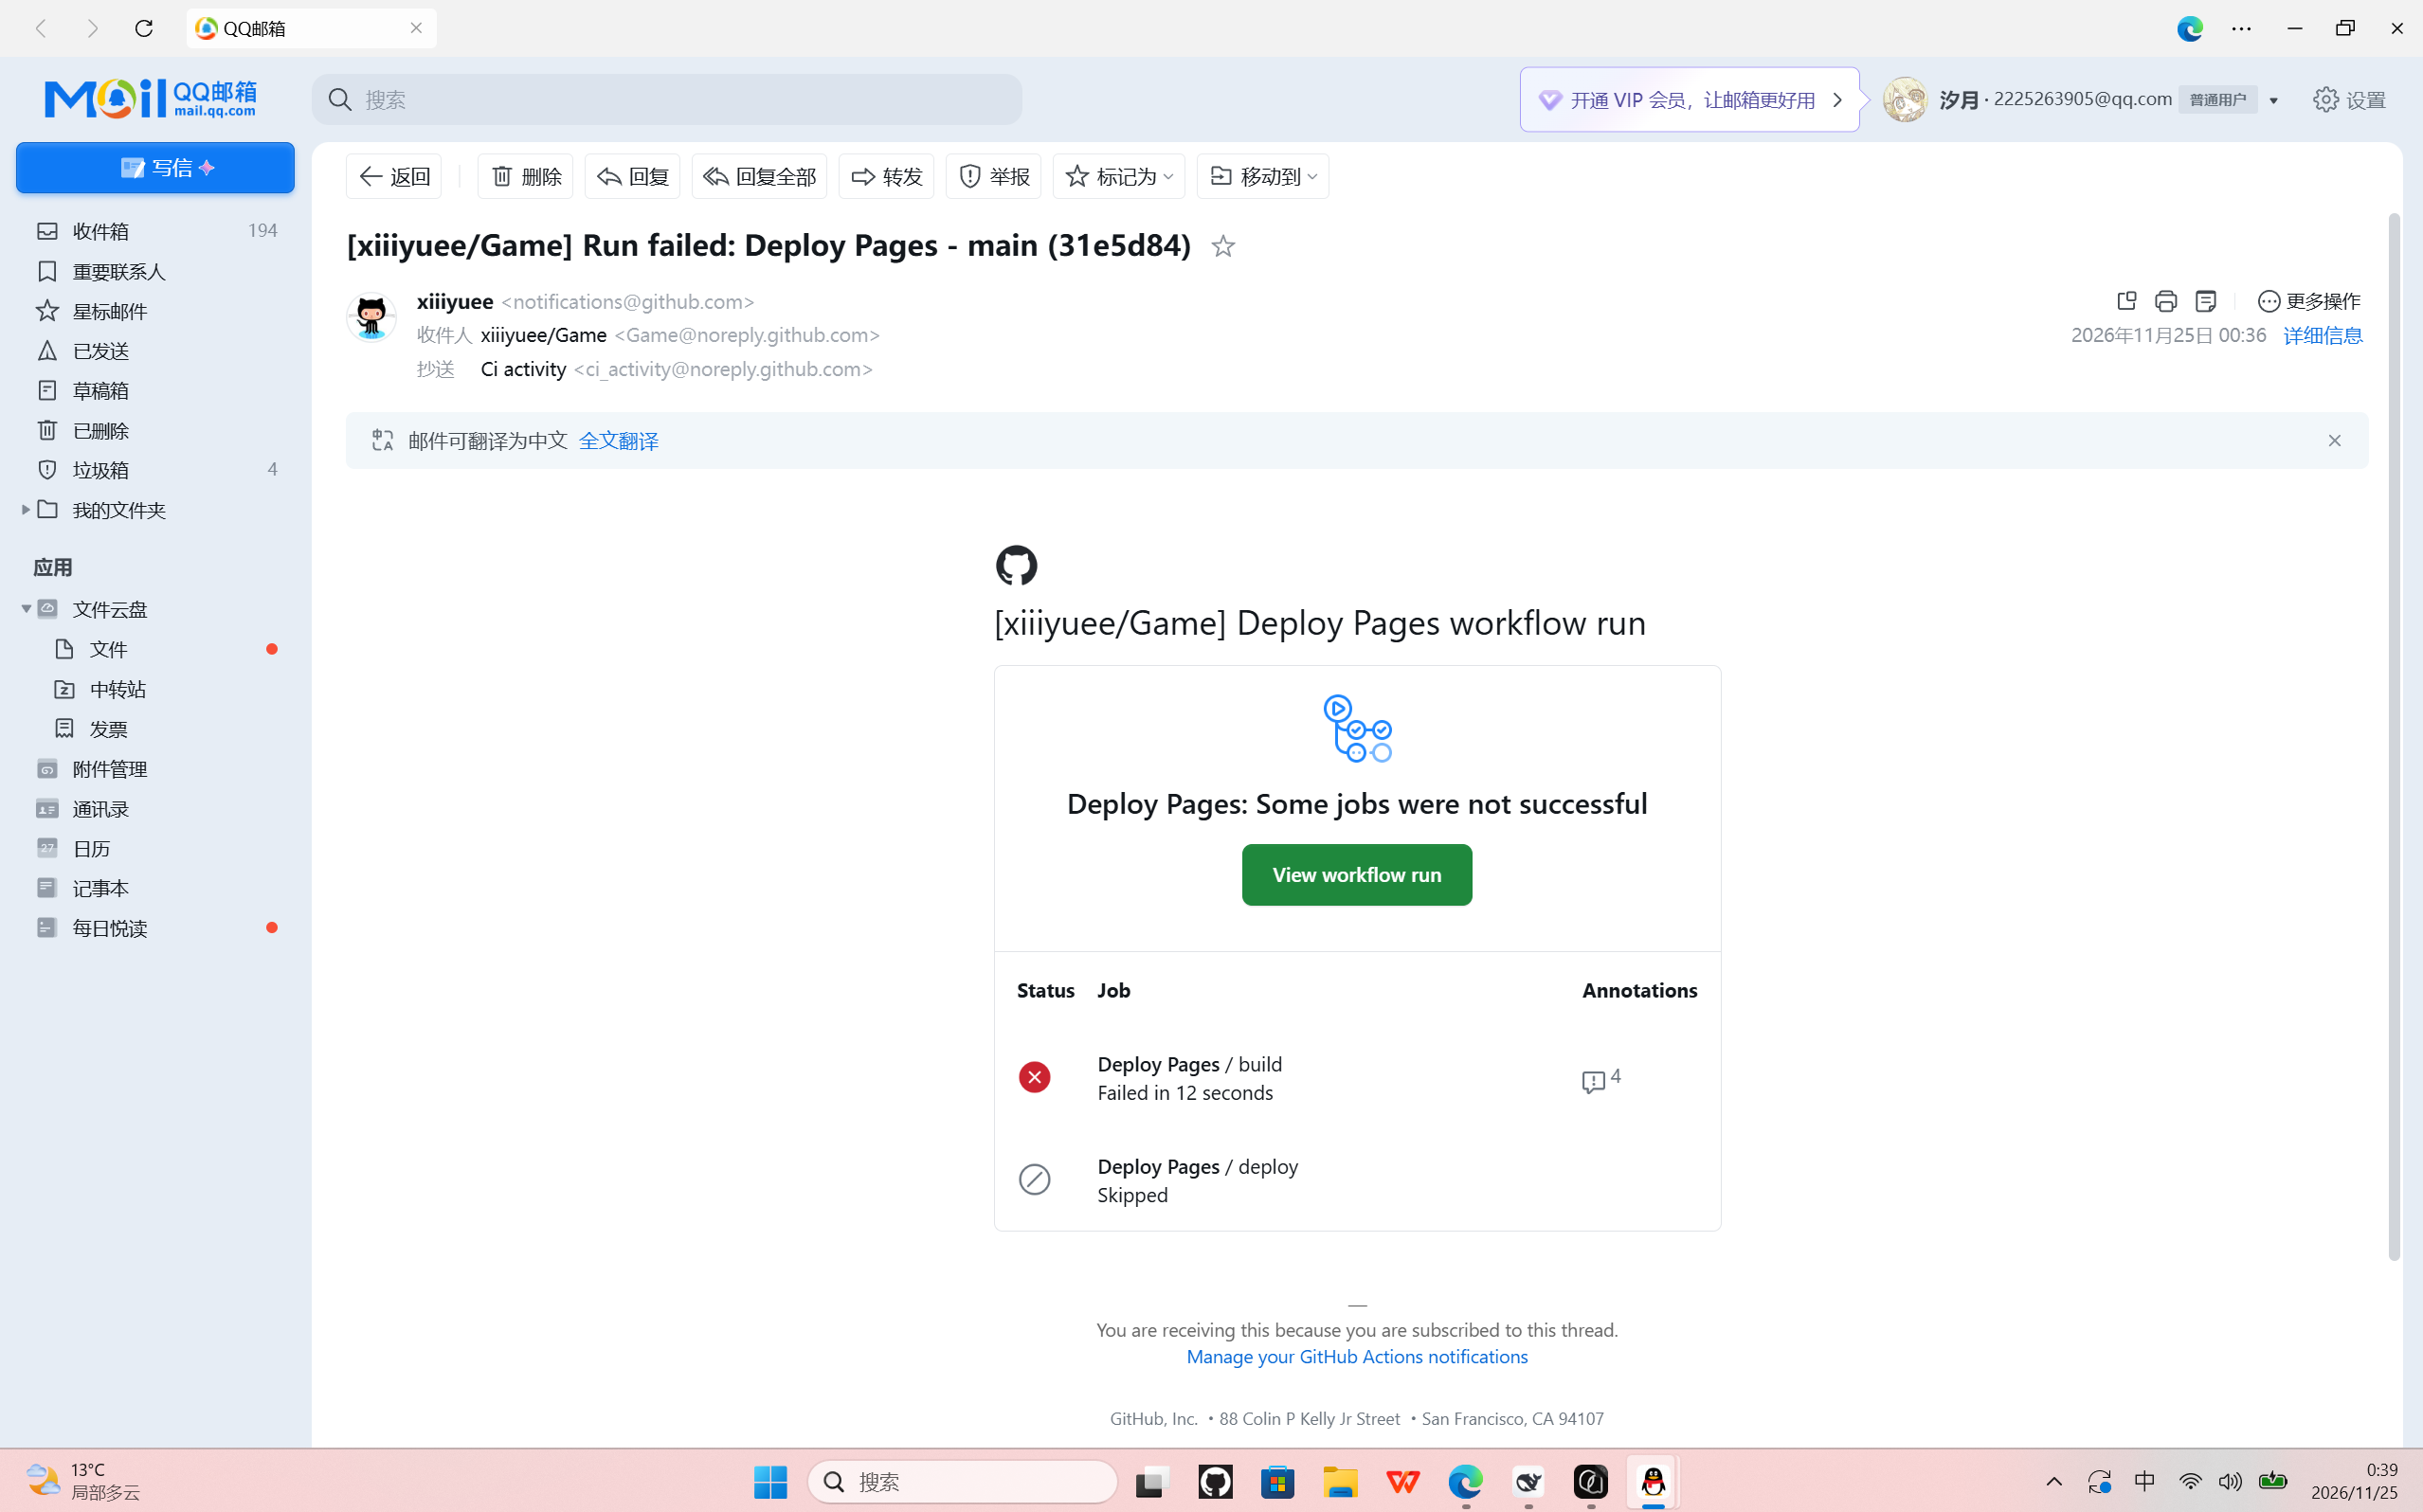 QQ邮箱
Mail QQ邮箱
mail.qq.com
搜索
开通 VIP 会员，让邮箱更好用
汐月 · 2225263905@qq.com 普通用户
设置
写信
收件箱 194
重要联系人
星标邮件
已发送
草稿箱
已删除
垃圾箱 4
我的文件夹
应用
文件云盘
文件
中转站
发票
附件管理
通讯录
27 日历
记事本
每日悦读
返回 删除 回复 回复全部 转发 举报 标记为 移动到
[xiiiyuee/Game] Run failed: Deploy Pages - main (31e5d84)
xiiiyuee <notifications@github.com>
更多操作
收件人 xiiiyuee/Game <Game@noreply.github.com>
2026年11月25日 00:36 详细信息
抄送 Ci activity <ci_activity@noreply.github.com>
邮件可翻译为中文 全文翻译
[xiiiyuee/Game] Deploy Pages workflow run
Deploy Pages: Some jobs were not successful
View workflow run
Status Job Annotations
Deploy Pages / build
Failed in 12 seconds
4
Deploy Pages / deploy
Skipped
—
You are receiving this because you are subscribed to this thread.
Manage your GitHub Actions notifications
GitHub, Inc. ・88 Colin P Kelly Jr Street ・San Francisco, CA 94107
13°C
局部多云
搜索
中
0:39
2026/11/25